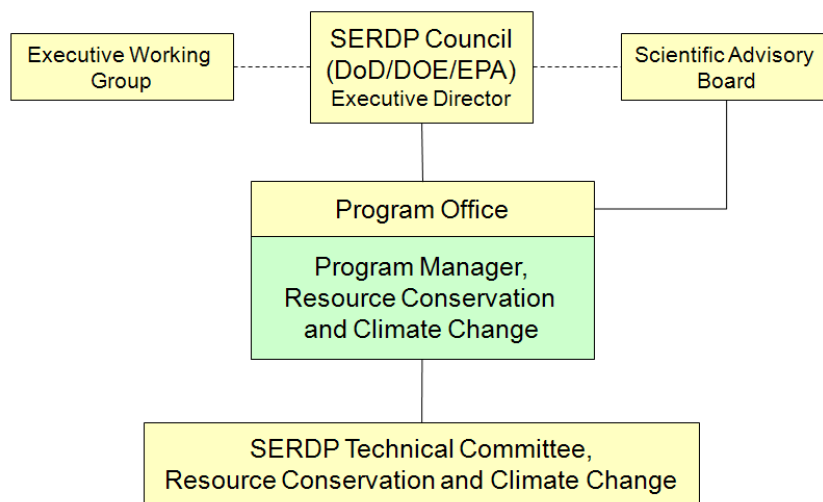 Executive Working
Group
SERDP Council
(DoD/DOE/EPA)
Executive Director
Scientific Advisory
Board
Program Office
Program Manager,
Resource Conservation
and Climate Change
SERDP Technical Committee,
Resource Conservation and Climate Change